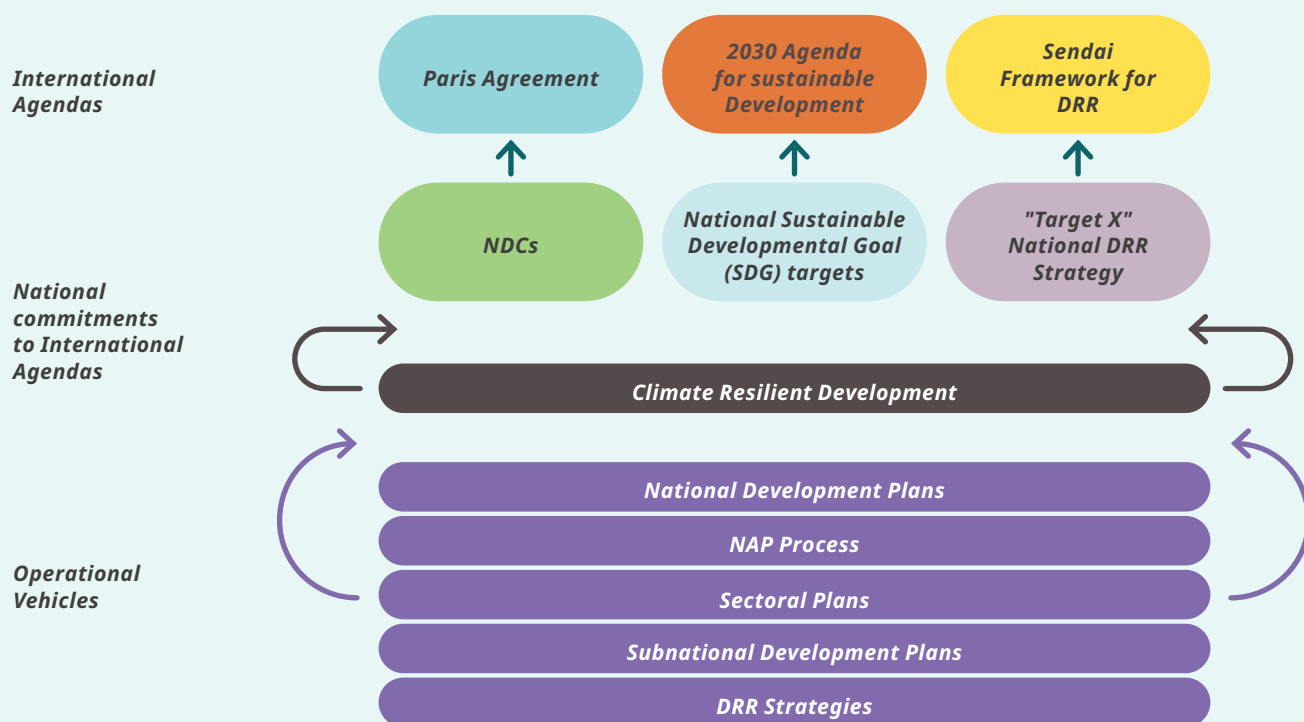 International
Agendas
Paris Agreement
2030 Agenda
for sustainable
Development
Sendai
Framework for
DRR
National
commitments
to International
Agendas
NDCs
National Sustainable
Developmental Goal
(SDG) targets
"Target X"
National DRR
Strategy
Climate Resilient Development
Operational
Vehicles
National Development Plans
NAP Process
Sectoral Plans
Subnational Development Plans
DRR Strategies